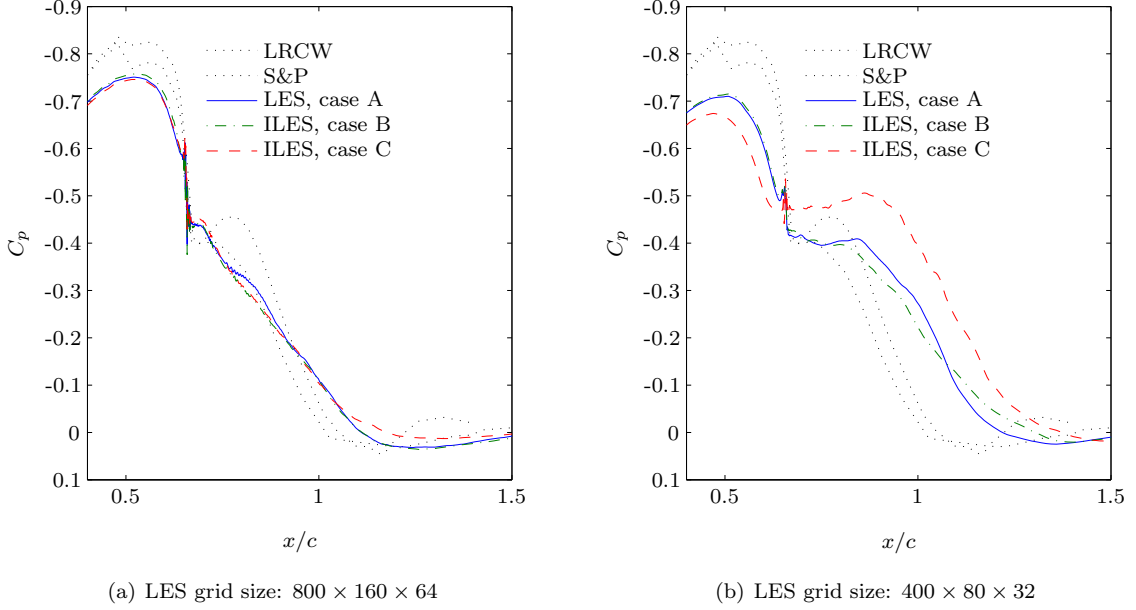 -0.9
-0.8
-0.7
-0.6
-0.5
-0.4
-0.3
-0.2
-0.1
0
0.1
C_p
LRCW
S&P
LES, case A
ILES, case B
ILES, case C
0.5 1 1.5
x/c
(a) LES grid size: 800 × 160 × 64
-0.9
-0.8
-0.7
-0.6
-0.5
-0.4
-0.3
-0.2
-0.1
0
0.1
C_p
LRCW
S&P
LES, case A
ILES, case B
ILES, case C
0.5 1 1.5
x/c
(b) LES grid size: 400 × 80 × 32